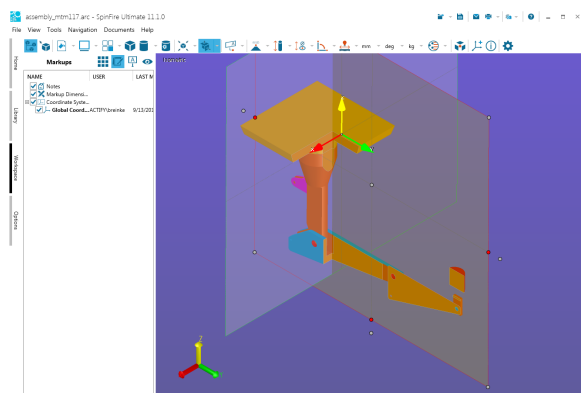 assembly_mtm117.arc - SpinFire Ultimate 11.1.0
File View Tools Navigation Documents Help
mm deg kg
Home
Library
Workspace
Options
Markups
NAME USER LAST M
Notes
Markup Dimensi...
Coordinate Syste...
Global Coord... ACTIFY\breinke 9/13/201
Z